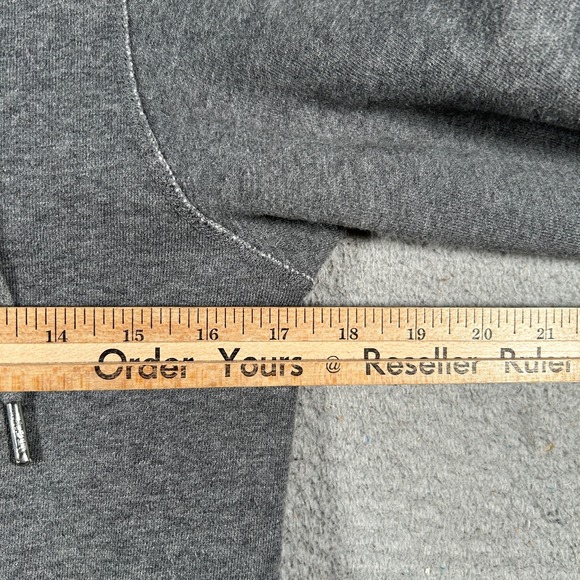 14 15 16 17 18 19 20 21
Order Yours @ Reseller Ruler